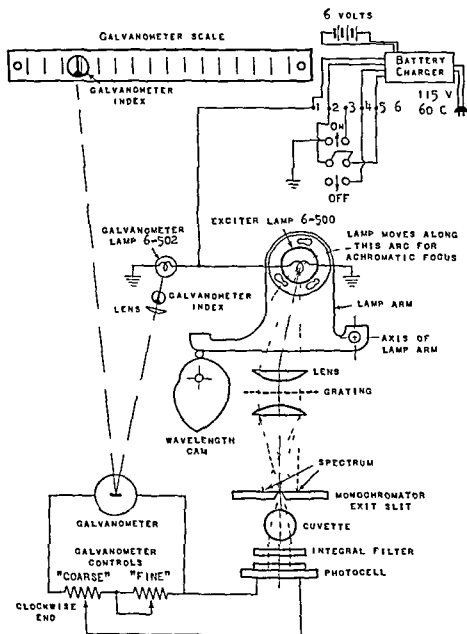 6 VOLTS
GALVANOMETER SCALE
BATTERY
CHARGER
GALVANOMETER
INDEX
115 V
60 C
1 2 3 4 5 6
ON
OFF
GALVANOMETER
LAMP 6-502
EXCITER LAMP 6-500
LAMP MOVES ALONG
THIS ARC FOR
ACHROMATIC FOCUS
GALVANOMETER
INDEX
LENS
LAMP ARM
AXIS OF
LAMP ARM
LENS
GRATING
WAVELENGTH
CAM
SPECTRUM
MONOCHROMATOR
EXIT SLIT
GALVANOMETER
CUVETTE
GALVANOMETER
CONTROLS
INTEGRAL FILTER
"COARSE" "FINE"
PHOTOCELL
CLOCKWISE
END